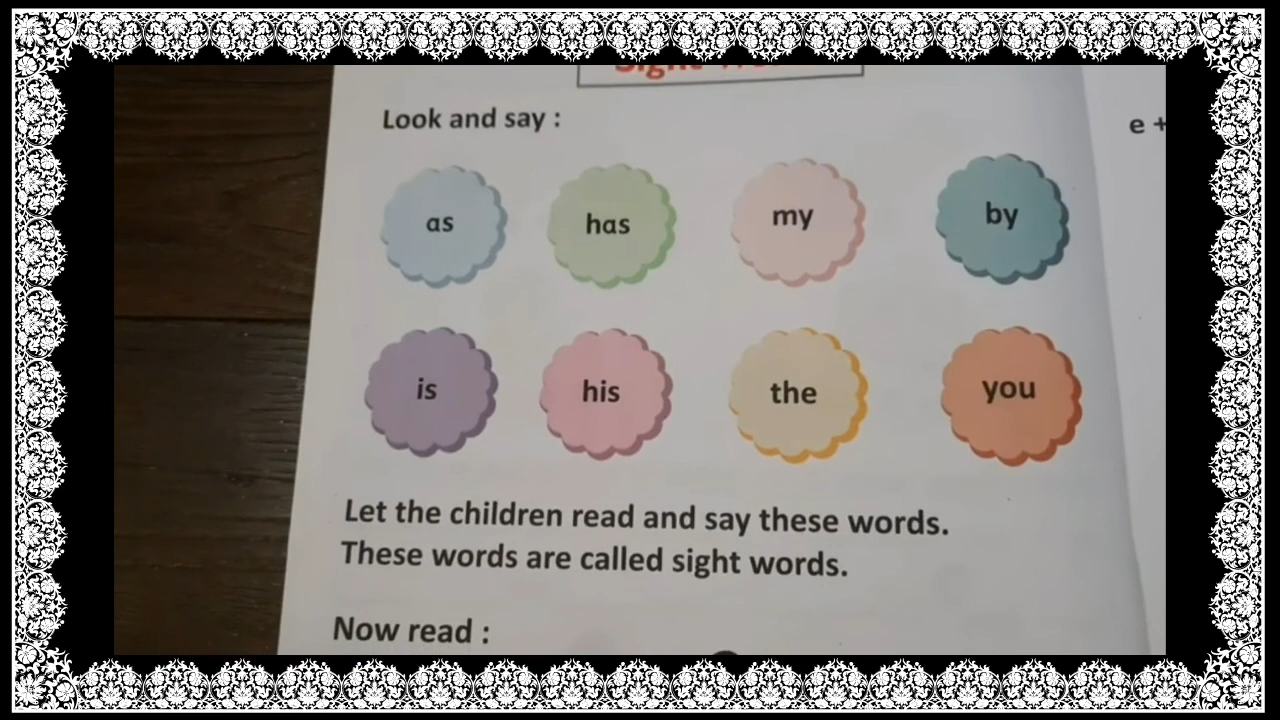 Look and say :
e +
as has my by
is his the you
Let the children read and say these words.
These words are called sight words.
Now read :